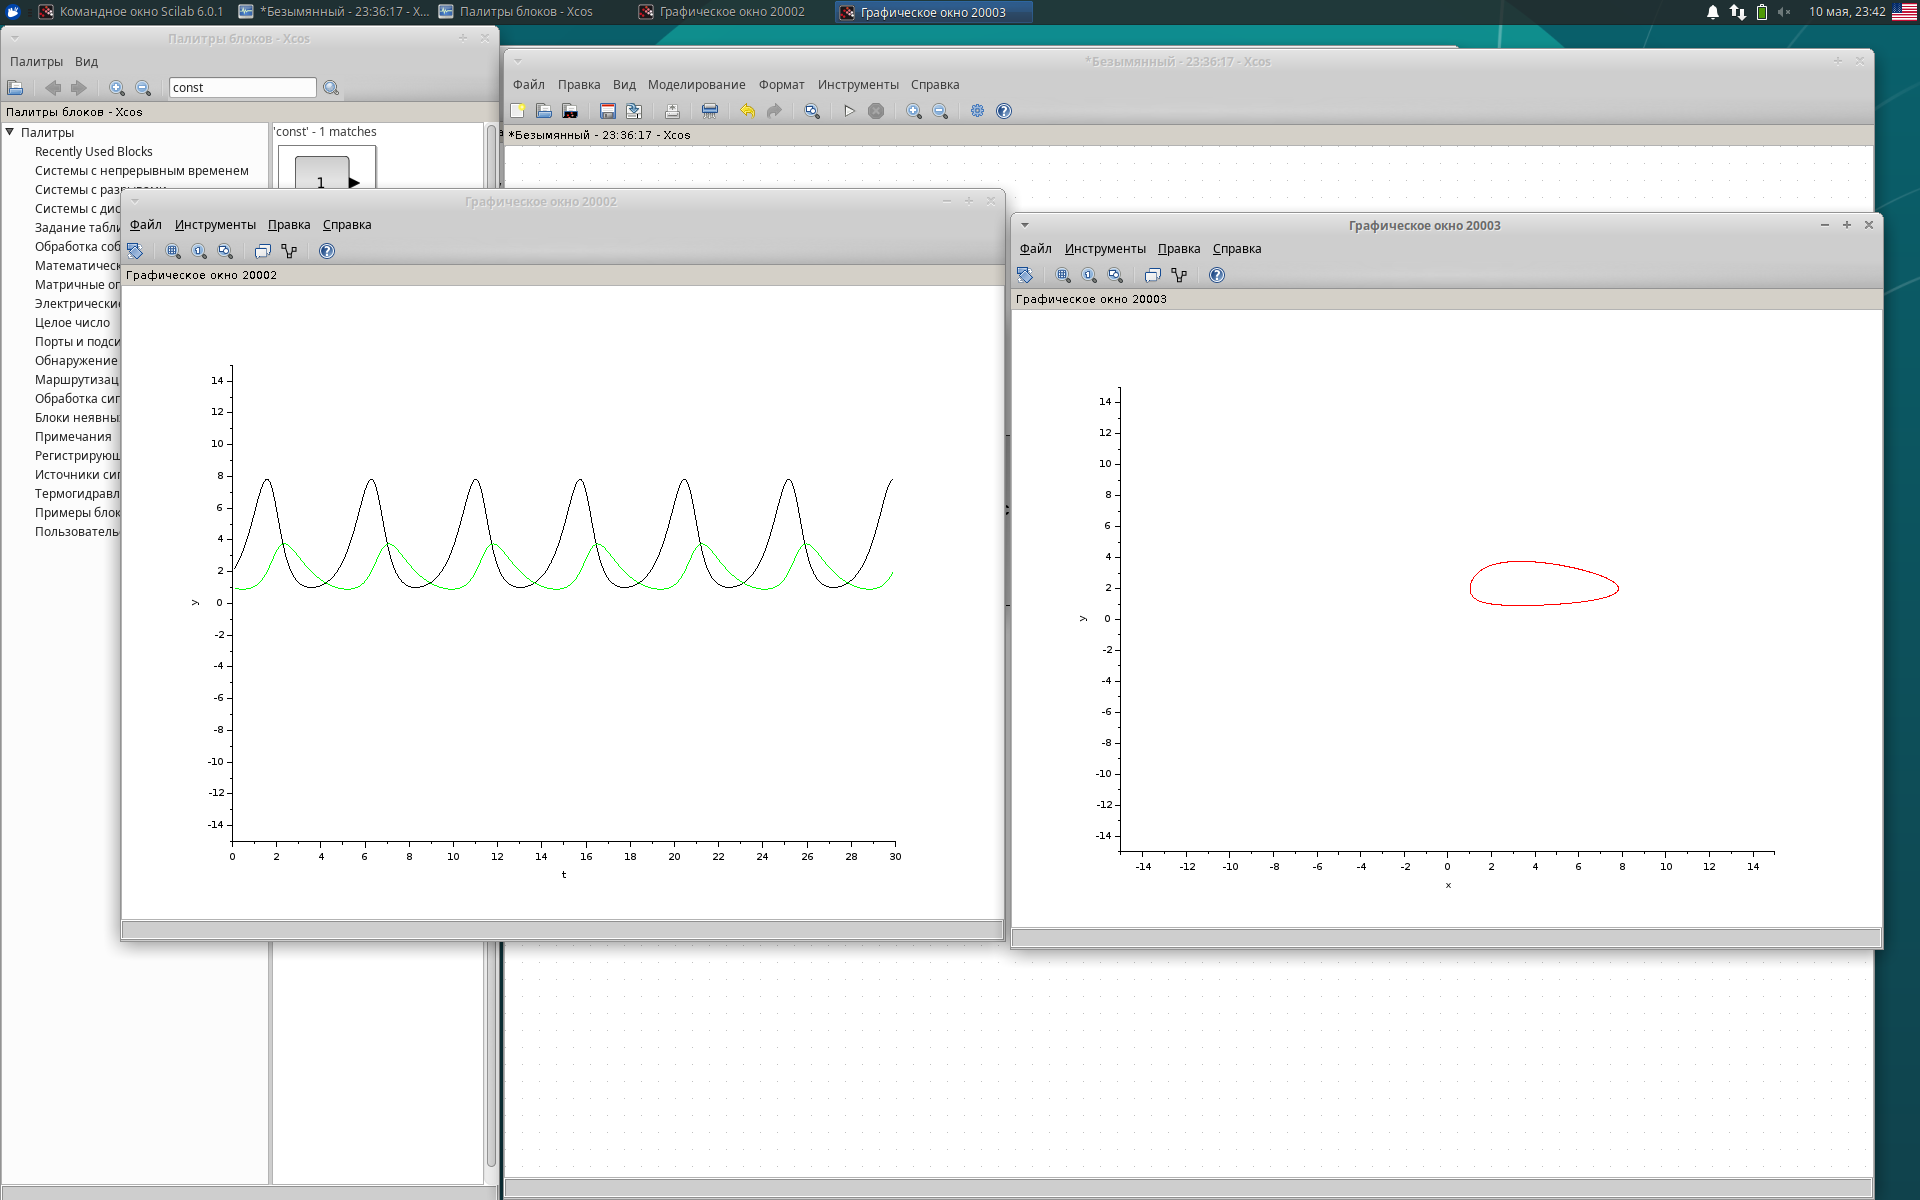 Командное окно Scilab 6.0.1
*Безымянный - 23:36:17 - X...
Палитры блоков - Xcos
Графическое окно 20002
Графическое окно 20003
10 мая, 23:42
Палитры блоков - Xcos
Палитры Вид
const
Палитры блоков - Xcos
Палитры
Recently Used Blocks
Системы с непрерывным временем
Системы с разрывами
Системы с дис
Задание табли
Обработка соб
Математическ
Матричные оп
Электрически
Целое число
Порты и подси
Обнаружение
Маршрутизац
Обработка сиг
Блоки неявны
Примечания
Регистрирующ
Источники сиг
Термогидравл
Примеры блок
Пользователь
'const' - 1 matches
1
*Безымянный - 23:36:17 - Xcos
Файл Правка Вид Моделирование Формат Инструменты Справка
*Безымянный - 23:36:17 - Xcos
Графическое окно 20002
Файл Инструменты Правка Справка
Графическое окно 20002
14
12
10
8
6
4
2
0
-2
-4
-6
-8
-10
-12
-14
y
0 2 4 6 8 10 12 14 16 18 20 22 24 26 28 30
t
Графическое окно 20003
Файл Инструменты Правка Справка
Графическое окно 20003
14
12
10
8
6
4
2
0
-2
-4
-6
-8
-10
-12
-14
y
-14 -12 -10 -8 -6 -4 -2 0 2 4 6 8 10 12 14
x